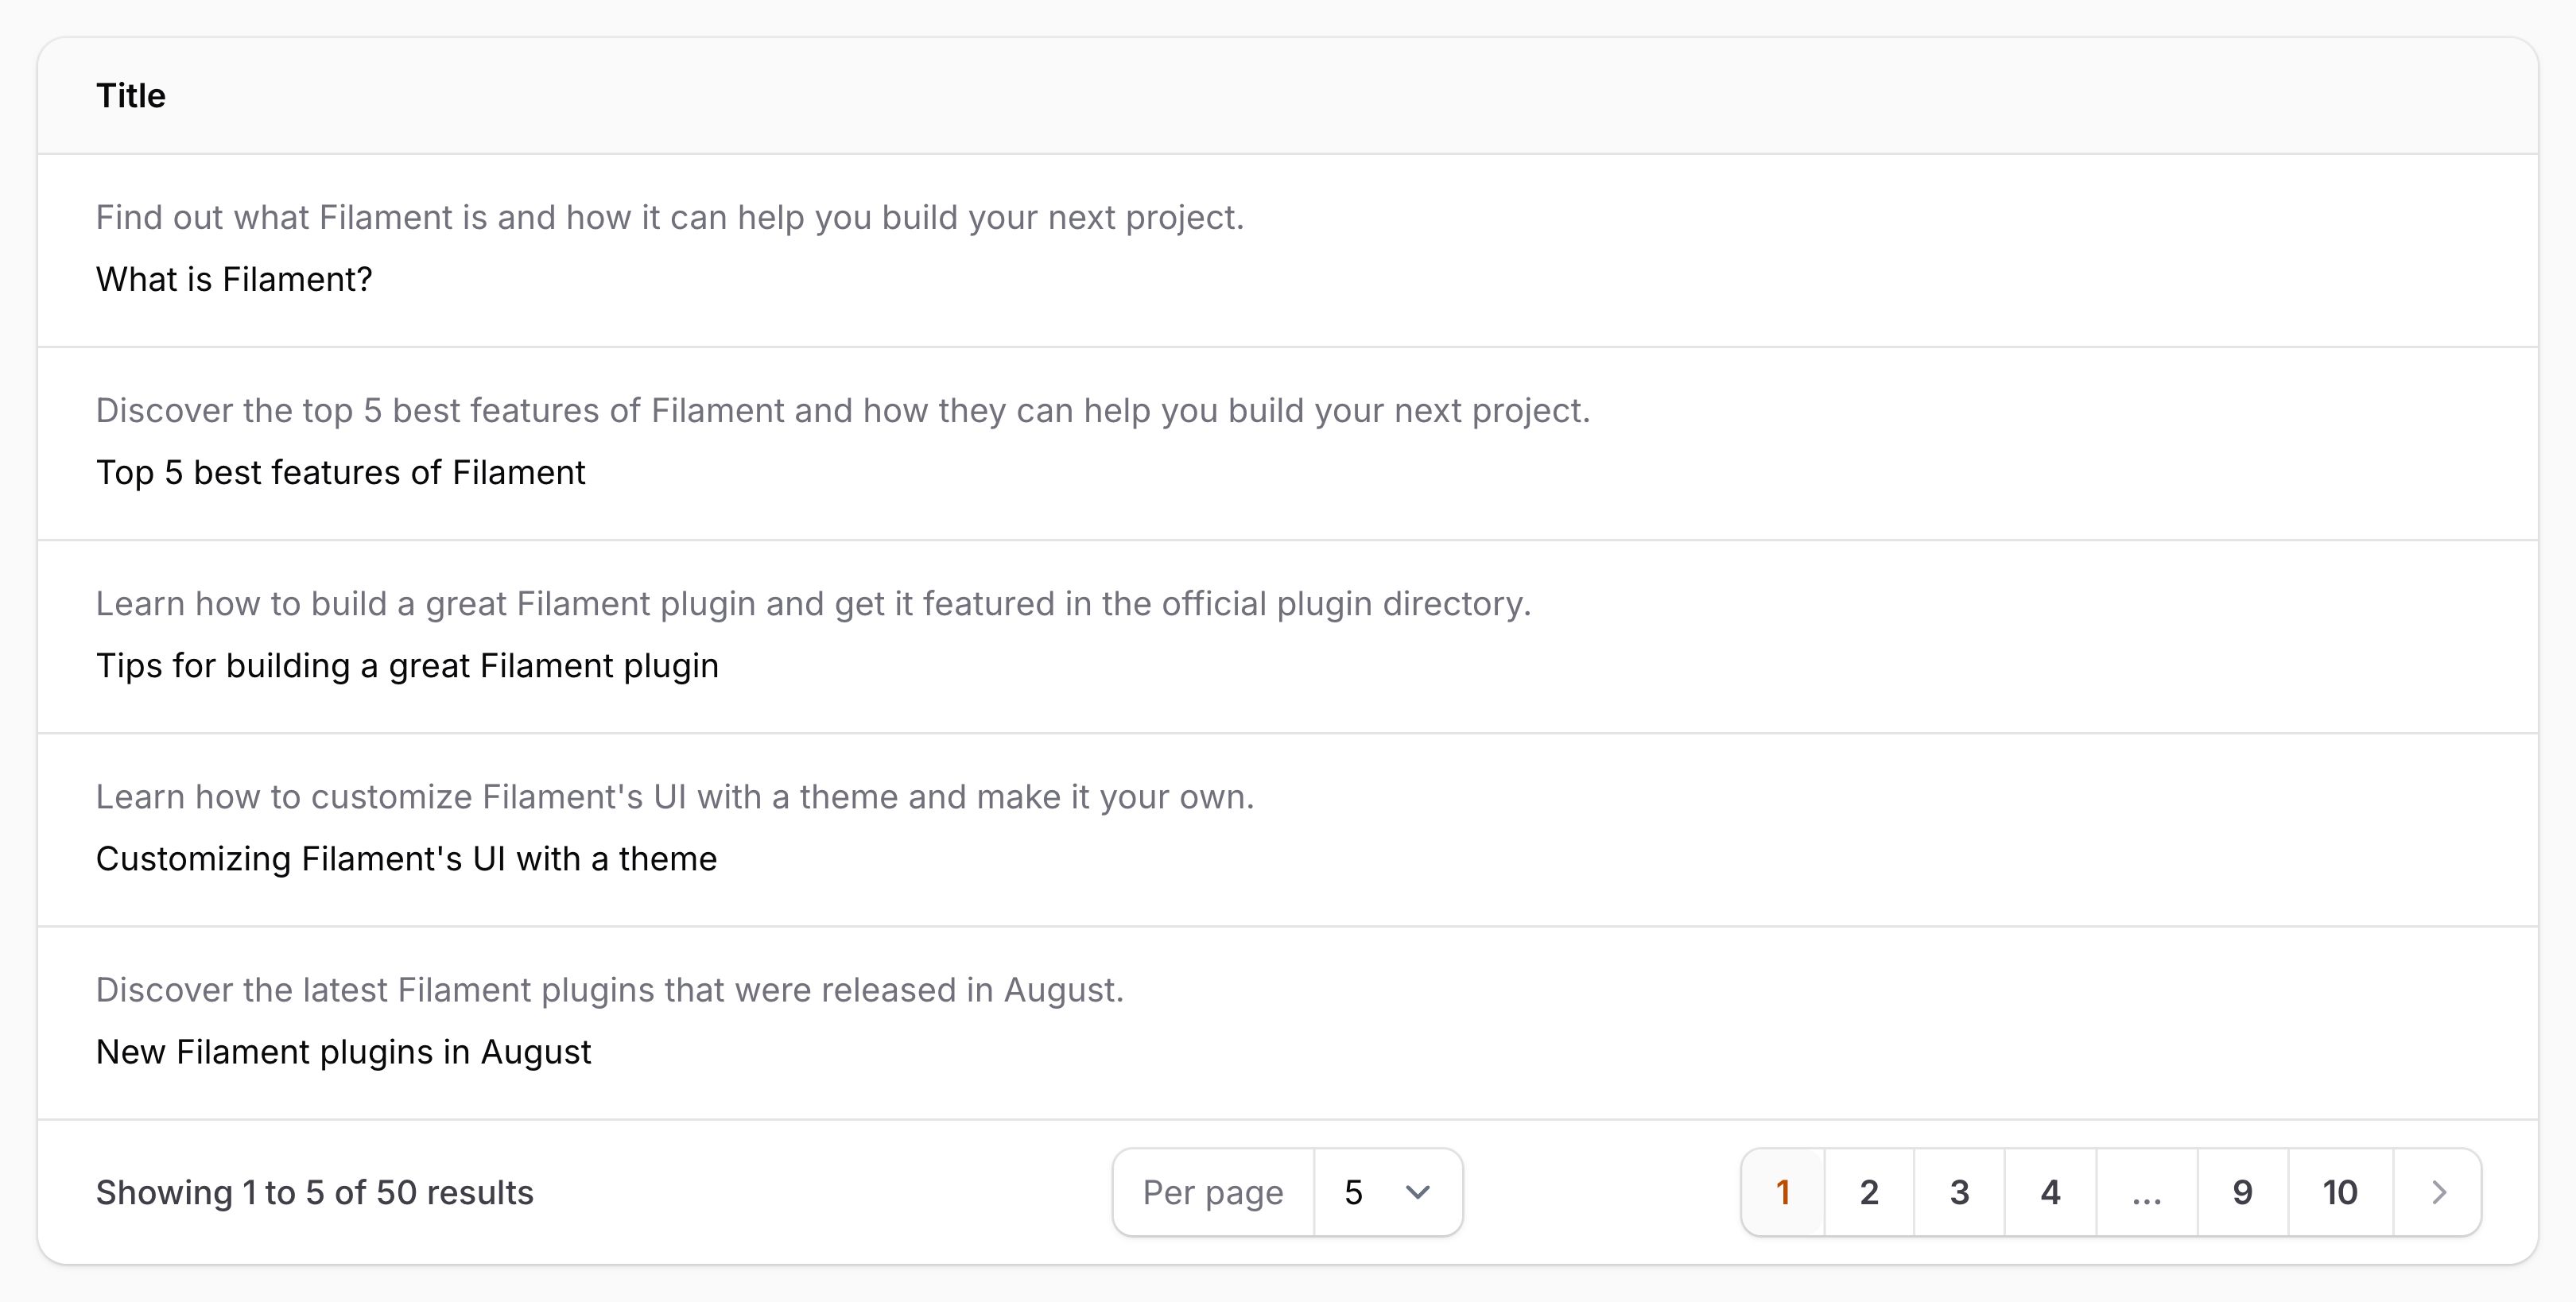 Title
Find out what Filament is and how it can help you build your next project.
What is Filament?
Discover the top 5 best features of Filament and how they can help you build your next project.
Top 5 best features of Filament
Learn how to build a great Filament plugin and get it featured in the official plugin directory.
Tips for building a great Filament plugin
Learn how to customize Filament's UI with a theme and make it your own.
Customizing Filament's UI with a theme
Discover the latest Filament plugins that were released in August.
New Filament plugins in August
Showing 1 to 5 of 50 results Per page 5 1 2 3 4 ... 9 10